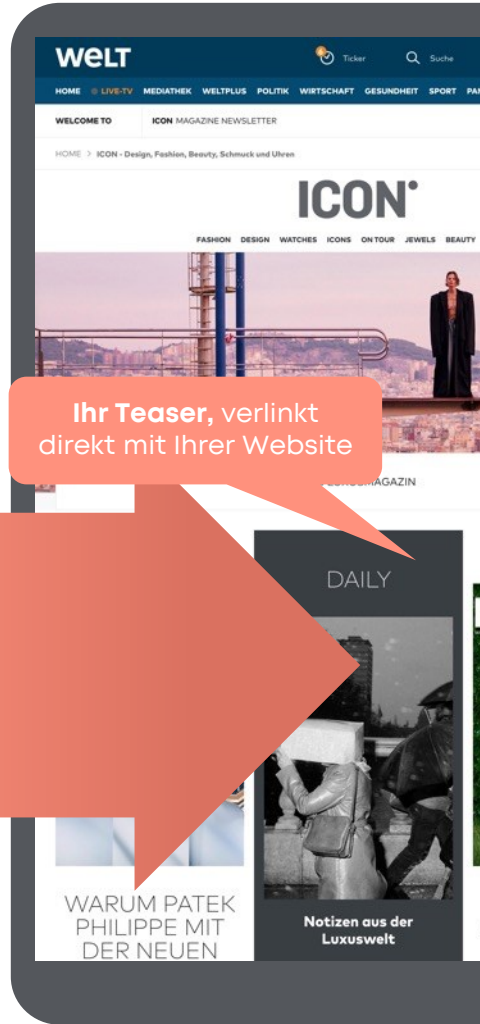 WELT
6 Ticker
Suche
HOME LIVE-TV MEDIATHEK WELTPLUS POLITIK WIRTSCHAFT GESUNDHEIT SPORT
WELCOME TO ICON MAGAZINE NEWSLETTER
HOME > ICON - Design, Fashion, Beauty, Schmuck und Uhren
ICON
FASHION DESIGN WATCHES ICONS ON TOUR JEWELS BEAUTY
Ihr Teaser, verlinkt
direkt mit Ihrer Website
DAILY
WARUM PATEK
PHILIPPE MIT
DER NEUEN
Notizen aus der
Luxuswelt